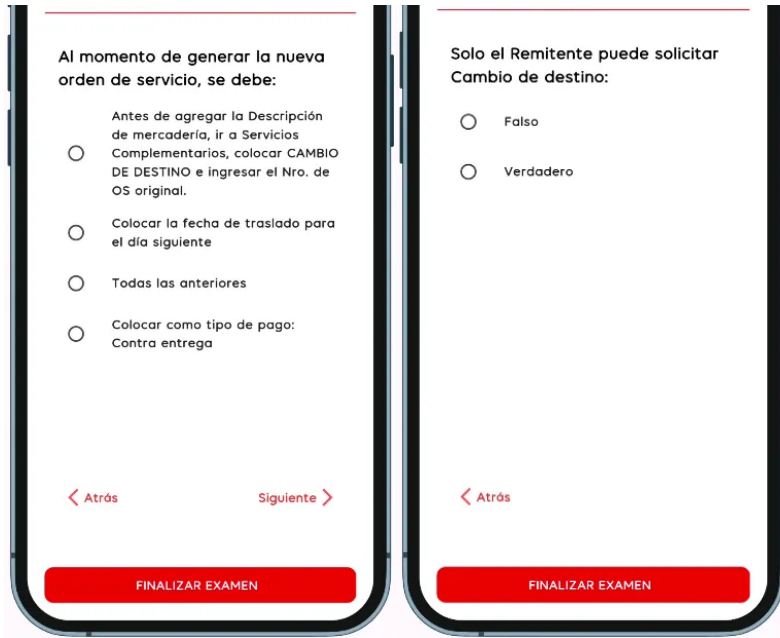 Al momento de generar la nueva
orden de servicio, se debe:
Antes de agregar la Descripción
de mercadería, ir a Servicios
Complementarios, colocar CAMBIO
DE DESTINO e ingresar el Nro. de
OS original.
Colocar la fecha de traslado para
el día siguiente
Todas las anteriores
Colocar como tipo de pago:
Contra entrega
Atrás
Siguiente
FINALIZAR EXAMEN
Solo el Remitente puede solicitar
Cambio de destino:
Falso
Verdadero
Atrás
FINALIZAR EXAMEN